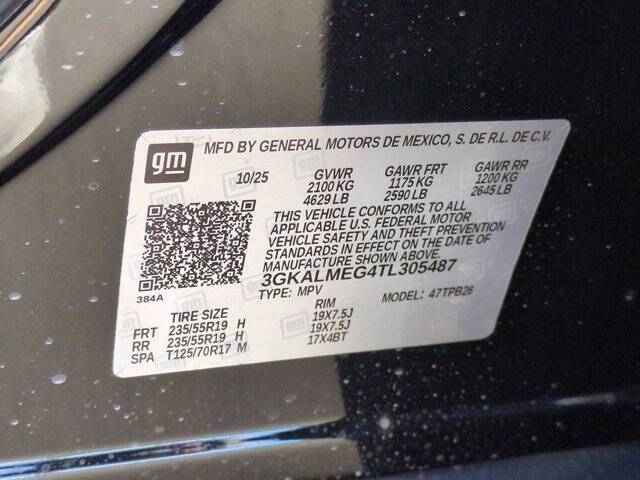 gm
MFD BY GENERAL MOTORS DE MEXICO, S. DE R.L. DE C.V.
10/25 GVWR GAWR FRT GAWR RR
2100 KG 1175 KG 1200 KG
4629 LB 2590 LB 2645 LB
THIS VEHICLE CONFORMS TO ALL
APPLICABLE U.S. FEDERAL MOTOR
VEHICLE SAFETY AND THEFT PREVENTION
STANDARDS IN EFFECT ON THE DATE OF
MANUFACTURE SHOWN ABOVE.
3GKALMEG4TL305487
384A TYPE: MPV MODEL: 47TPB26
TIRE SIZE RIM
FRT 235/55R19 H 19X7.5J
RR 235/55R19 H 19X7.5J
SPA T125/70R17 M 17X4BT